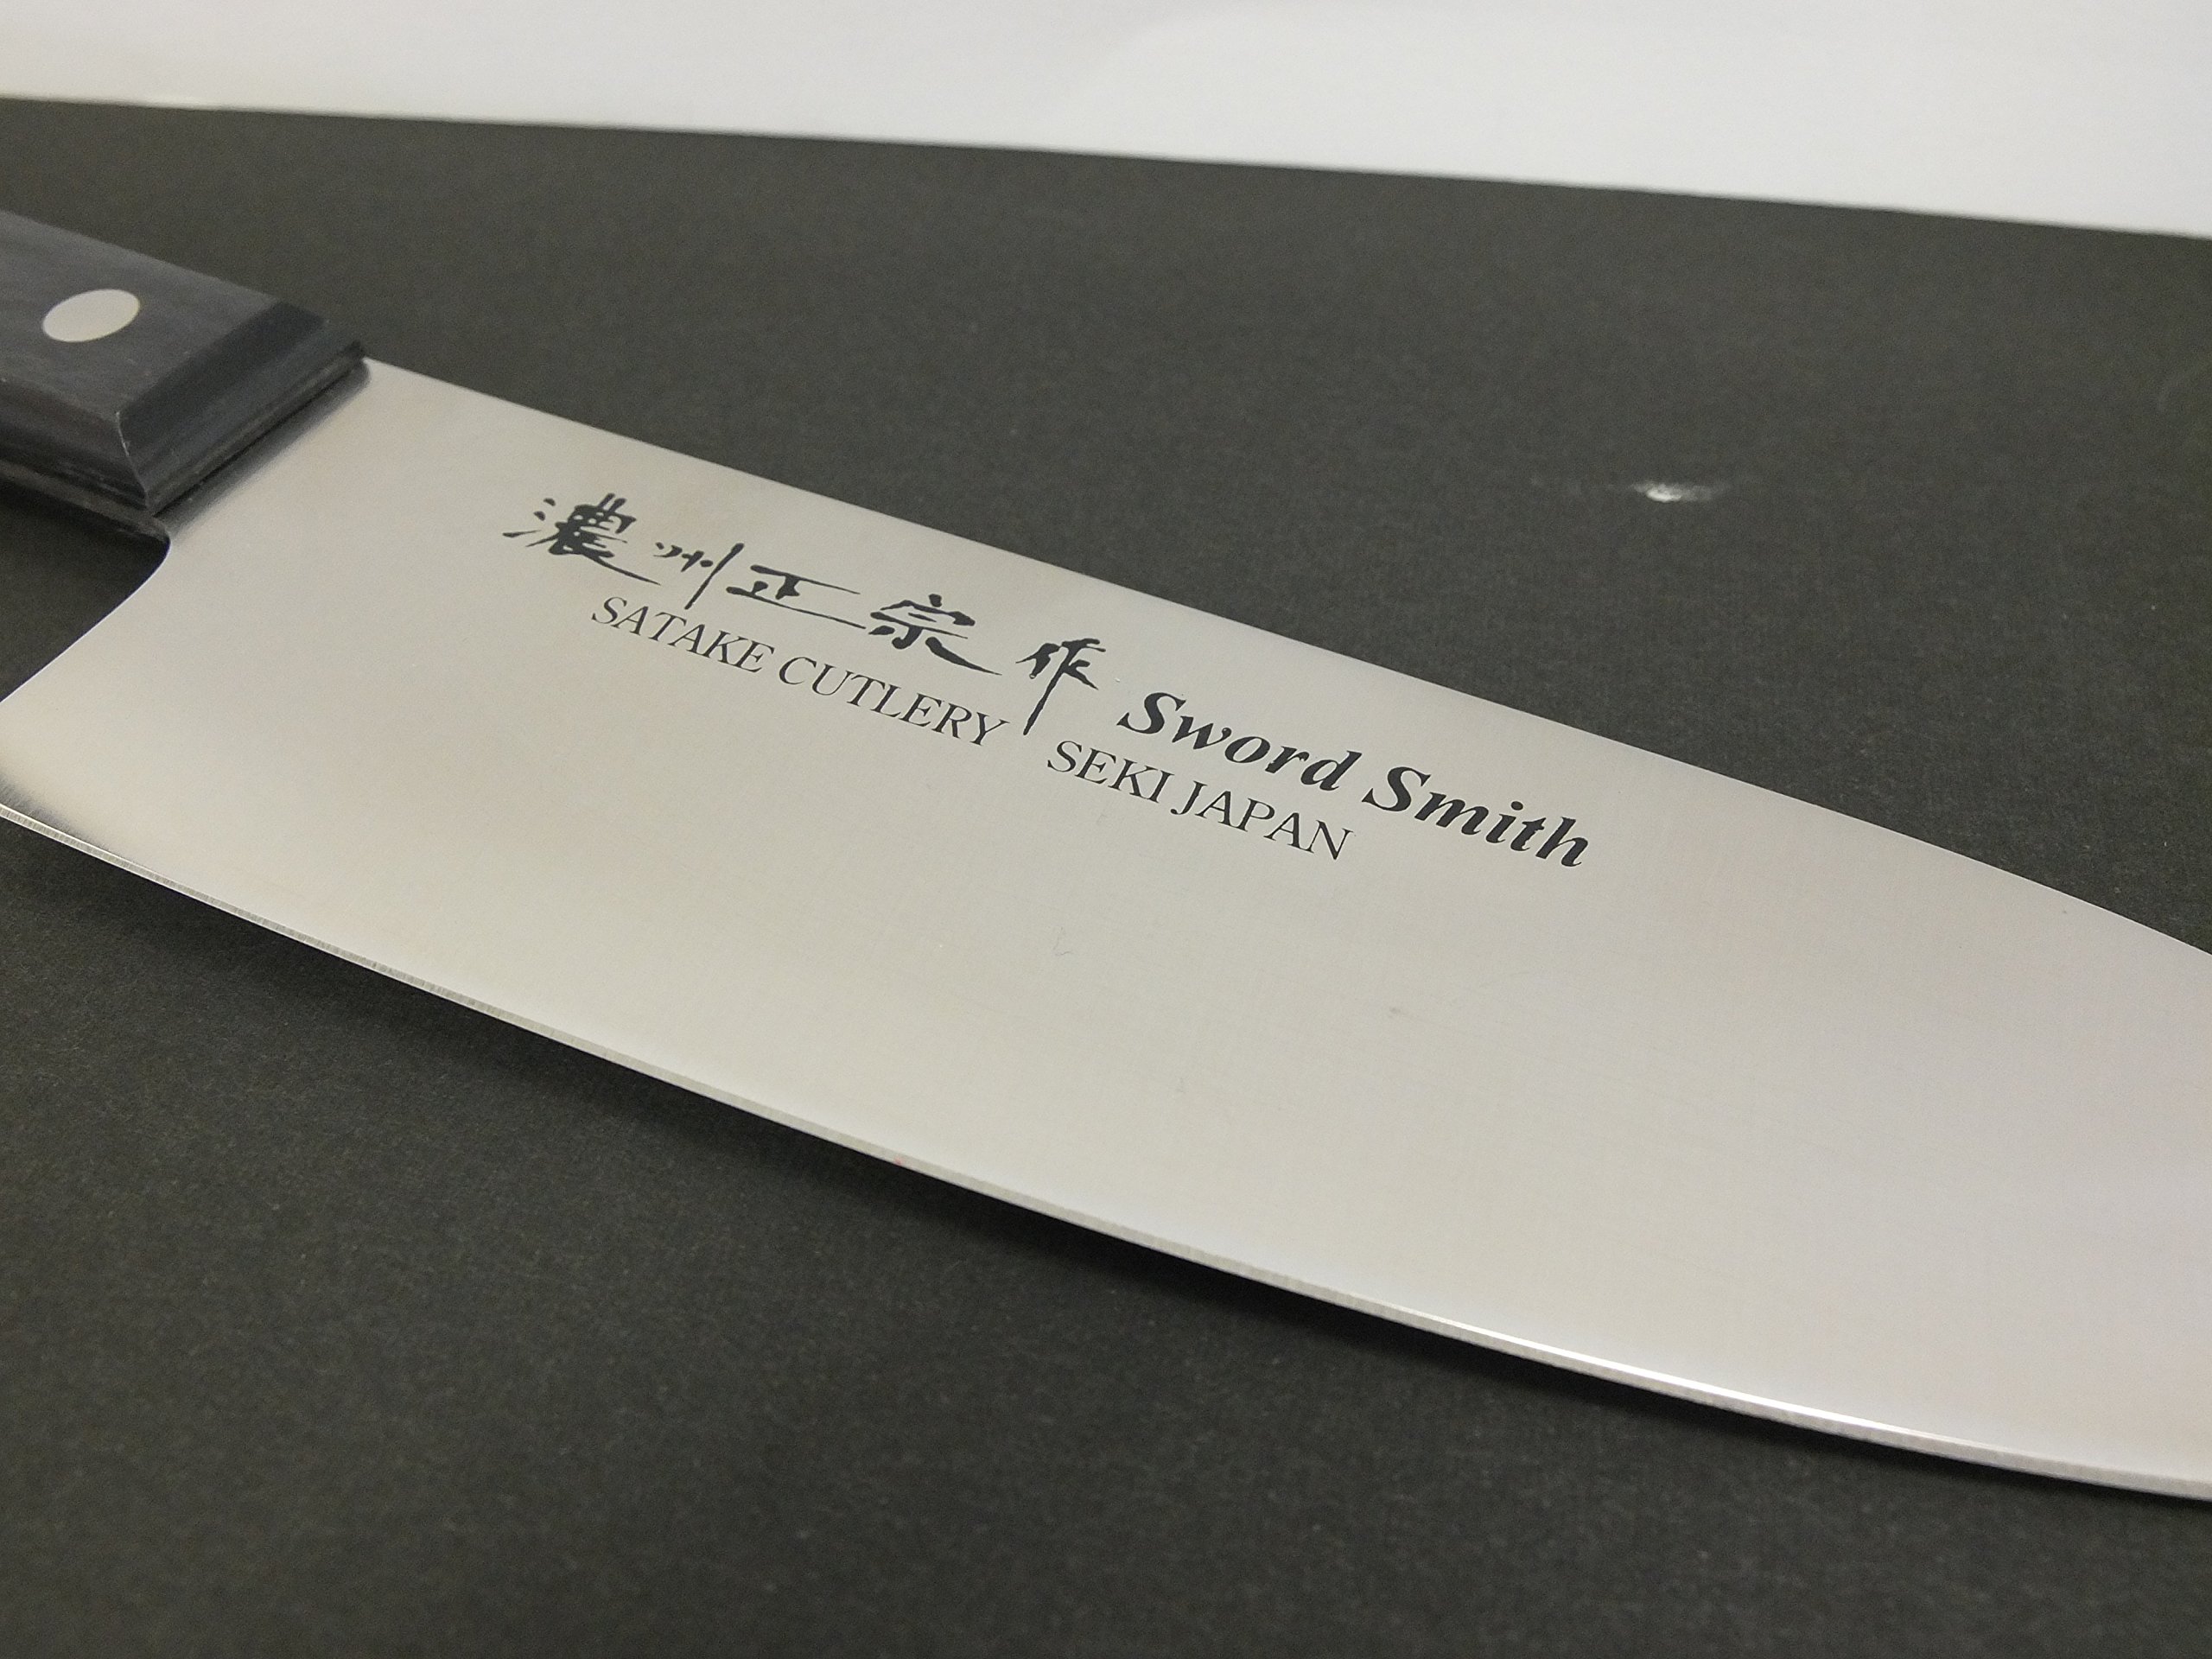 濃州正宗作 Sword Smith
SATAKE CUTLERY SEKI JAPAN